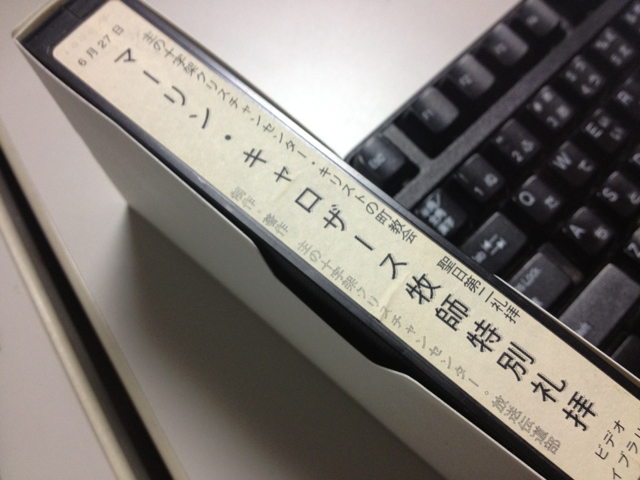 6月27日
主の十字架クリスチャンセンター・キリストの町教会
聖日第二礼拝
マーリン・キャロザース牧師特別礼拝
制作・著作 主の十字架クリスチャンセンター。放送伝道部
ビデオ
イブラリ
W
E
Q
A
S